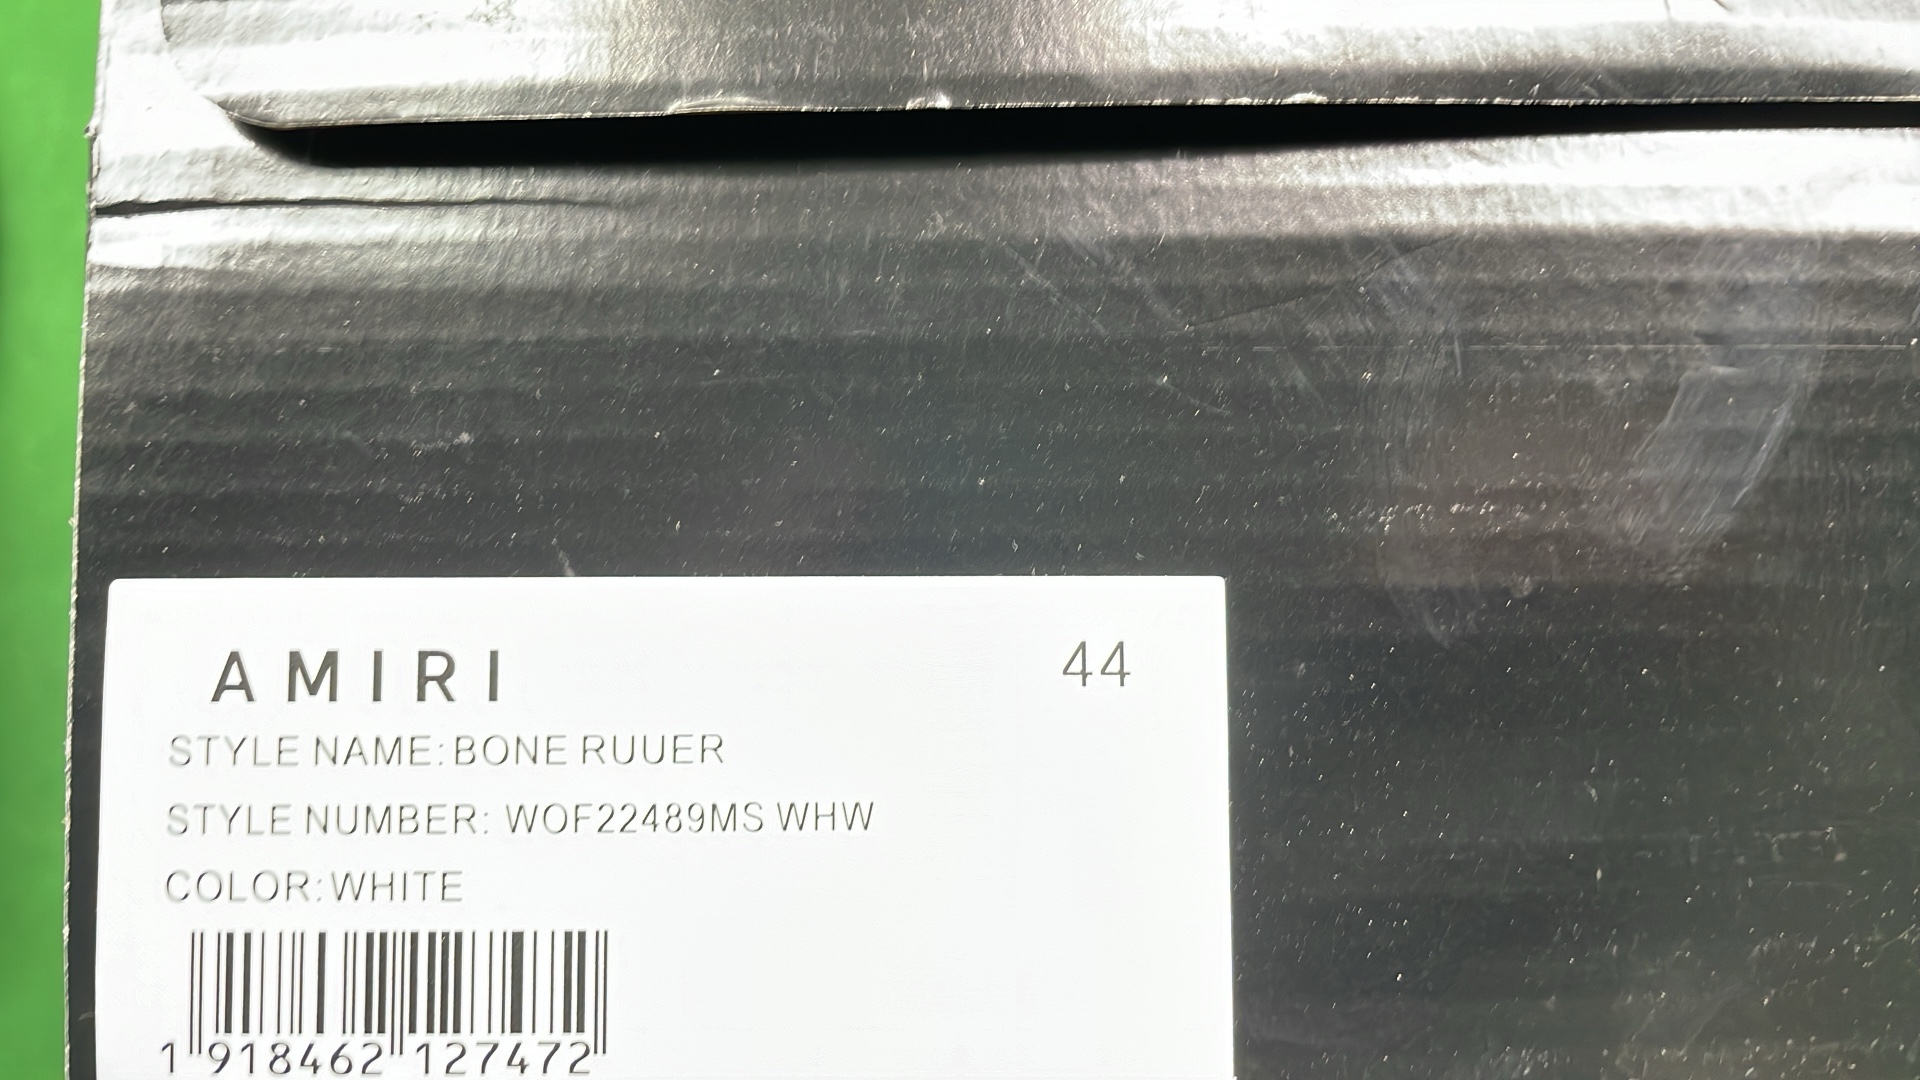 AMIRI 44
STYLE NAME: BONE RUUER
STYLE NUMBER: WOF22489MS WHW
COLOR: WHITE
1 918462 127472